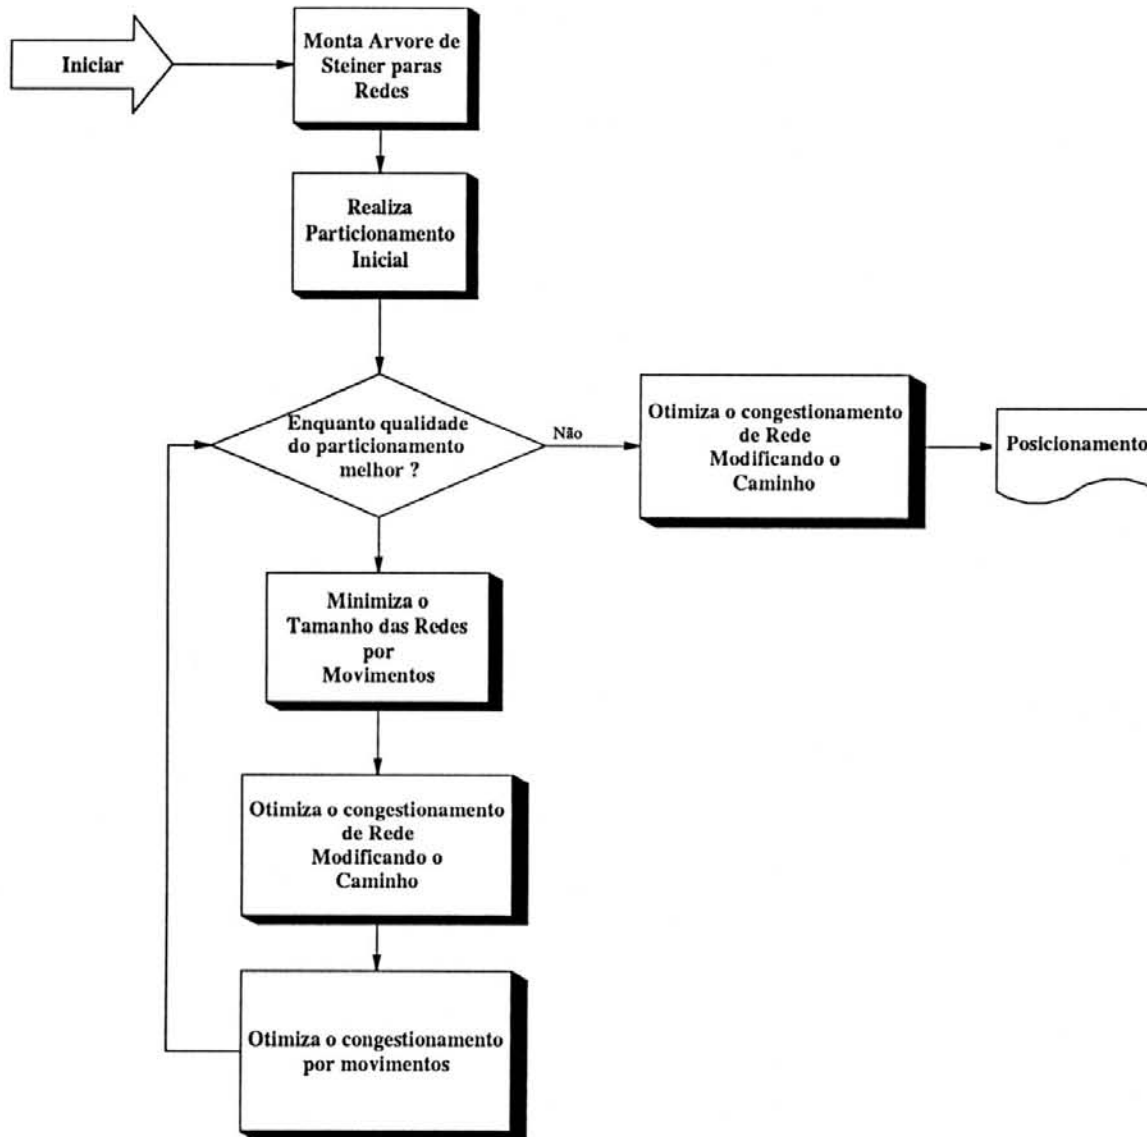 Iniciar
Monta Arvore de
Steiner paras
Redes
Realiza
Particionamento
Inicial
Enquanto qualidade
do particionamento
melhor ?
Não
Otimiza o congestionamento
de Rede
Modificando o
Caminho
Posicionamento
Minimiza o
Tamanho das Redes
por
Movimentos
Otimiza o congestionamento
de Rede
Modificando o
Caminho
Otimiza o congestionamento
por movimentos